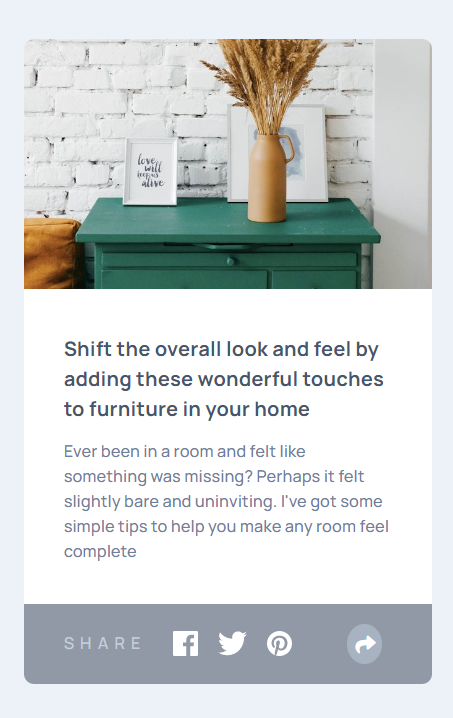 love
will
keep us
alive
Shift the overall look and feel by
adding these wonderful touches
to furniture in your home
Ever been in a room and felt like
something was missing? Perhaps it felt
slightly bare and uninviting. I've got some
simple tips to help you make any room feel
complete
SHARE